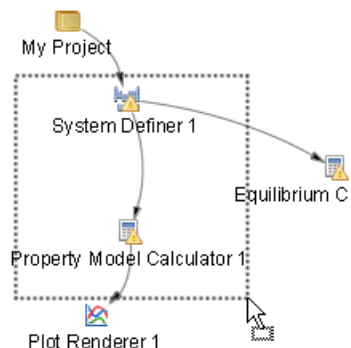 My Project
System Definer 1
Equilibrium C
Property Model Calculator 1
Plot Renderer 1